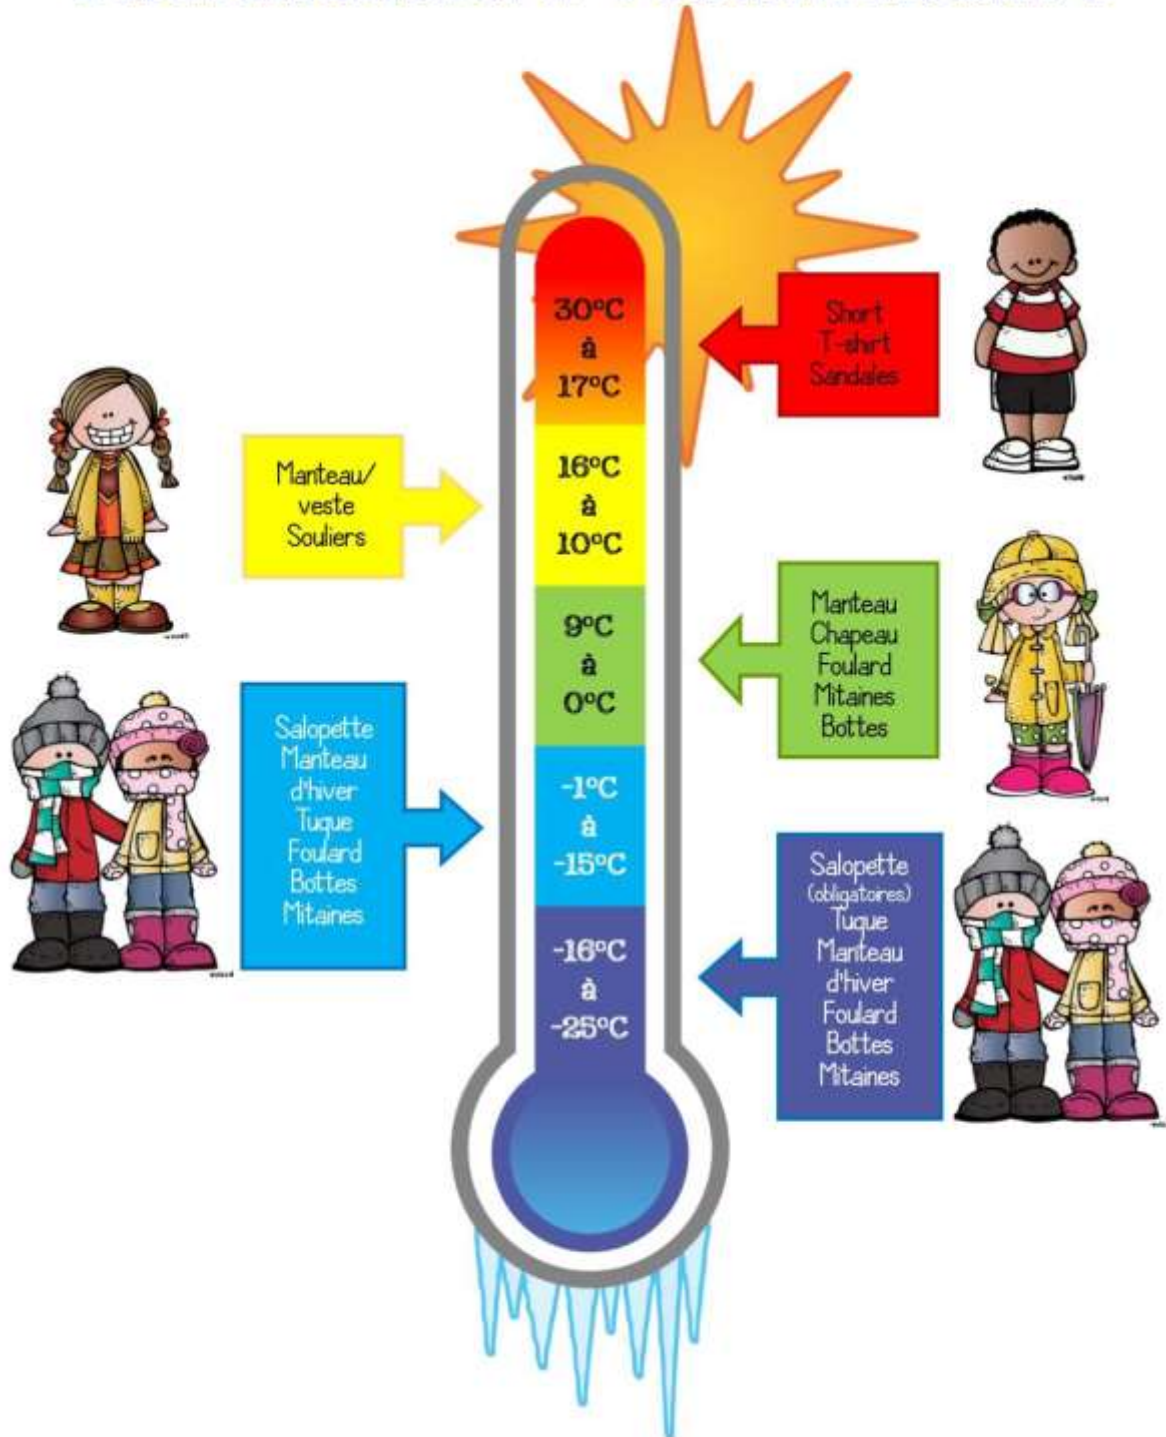 30°C
à
17°C
Short
T-shirt
Sandales
Manteau/
veste
Souliers
16°C
à
10°C
9°C
à
0°C
Manteau
Chapeau
Foulard
Mitaines
Bottes
Salopette
Manteau
d'hiver
Tuque
Foulard
Bottes
Mitaines
-1°C
à
-15°C
-16°C
à
-25°C
Salopette
(obligatoires)
Tuque
Manteau
d'hiver
Foulard
Bottes
Mitaines